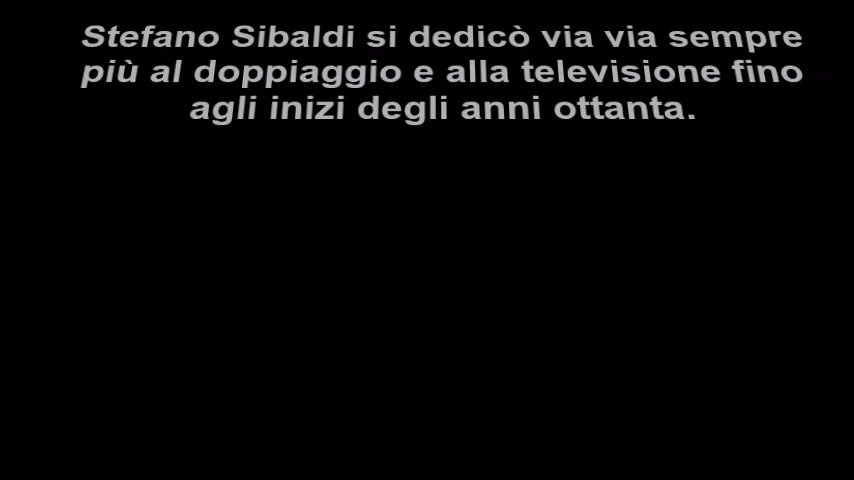 Stefano Sibaldi si dedicò via via sempre
più al doppiaggio e alla televisione fino
agli inizi degli anni ottanta.